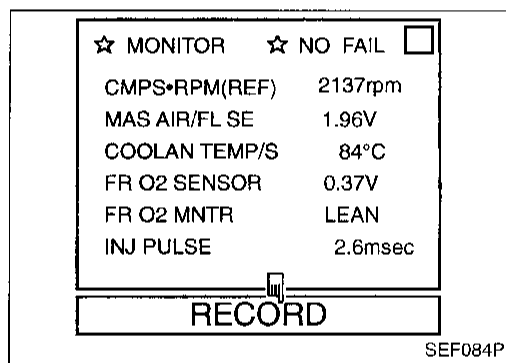 ☆ MONITOR ☆ NO FAIL
CMPS•RPM(REF) 2137rpm
MAS AIR/FL SE 1.96V
COOLAN TEMP/S 84°C
FR O2 SENSOR 0.37V
FR O2 MNTR LEAN
INJ PULSE 2.6msec
RECORD
SEF084P